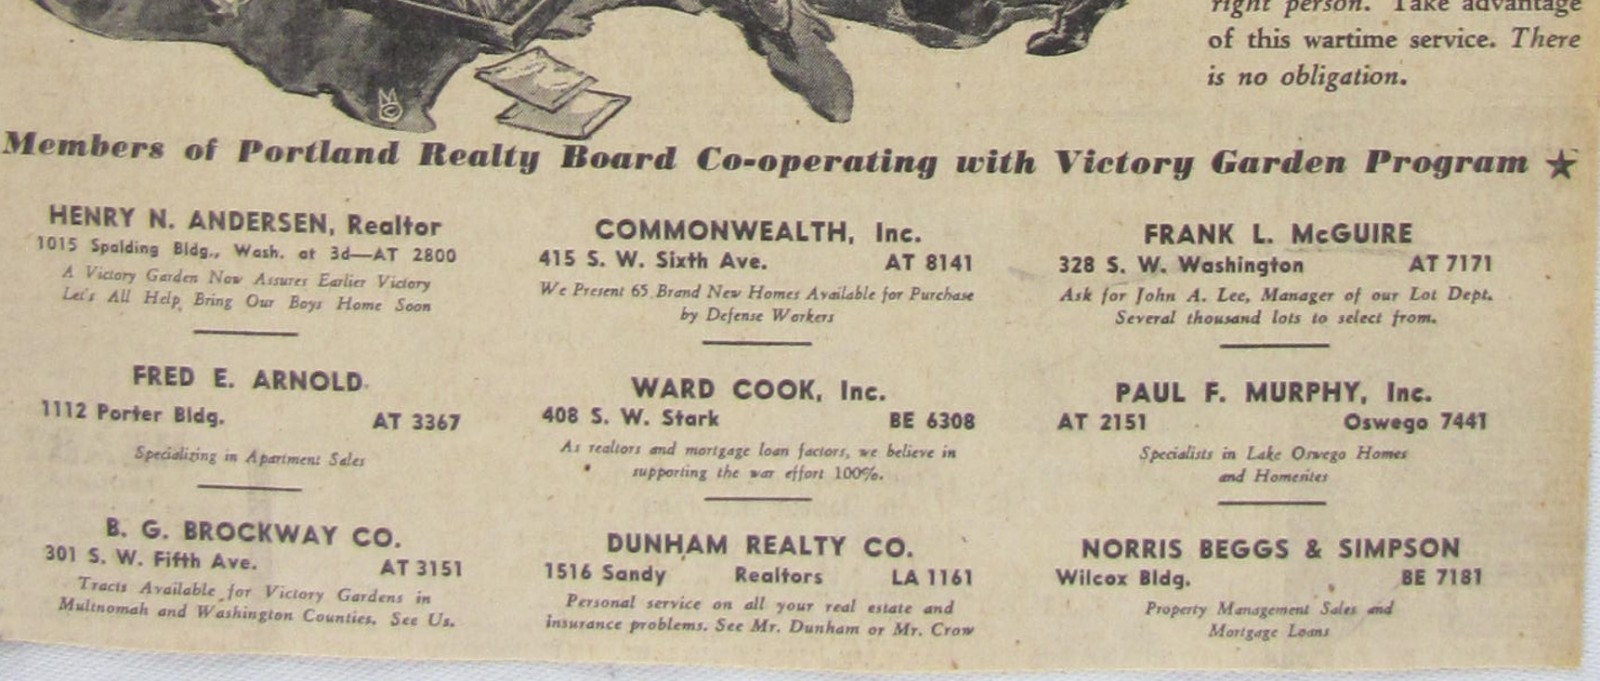 right person. Take advantage
of this wartime service. There
is no obligation.
Members of Portland Realty Board Co-operating with Victory Garden Program ★
HENRY N. ANDERSEN, Realtor
1015 Spalding Bldg., Wash. at 3d—AT 2800
A Victory Garden Now Assures Earlier Victory
Let's All Help Bring Our Boys Home Soon
FRED E. ARNOLD
1112 Porter Bldg. AT 3367
Specializing in Apartment Sales
B. G. BROCKWAY CO.
301 S. W. Fifth Ave. AT 3151
Tracts Available for Victory Gardens in
Multnomah and Washington Counties. See Us.
COMMONWEALTH, Inc.
415 S. W. Sixth Ave. AT 8141
We Present 65 Brand New Homes Available for Purchase
by Defense Workers
WARD COOK, Inc.
408 S. W. Stark BE 6308
As realtors and mortgage loan factors, we believe in
supporting the war effort 100%.
DUNHAM REALTY CO.
1516 Sandy Realtors LA 1161
Personal service on all your real estate and
insurance problems. See Mr. Dunham or Mr. Crow
FRANK L. McGUIRE
328 S. W. Washington AT 7171
Ask for John A. Lee, Manager of our Lot Dept.
Several thousand lots to select from.
PAUL F. MURPHY, Inc.
AT 2151 Oswego 7441
Specialists in Lake Oswego Homes
and Homesites
NORRIS BEGGS & SIMPSON
Wilcox Bldg. BE 7181
Property Management Sales and
Mortgage Loans